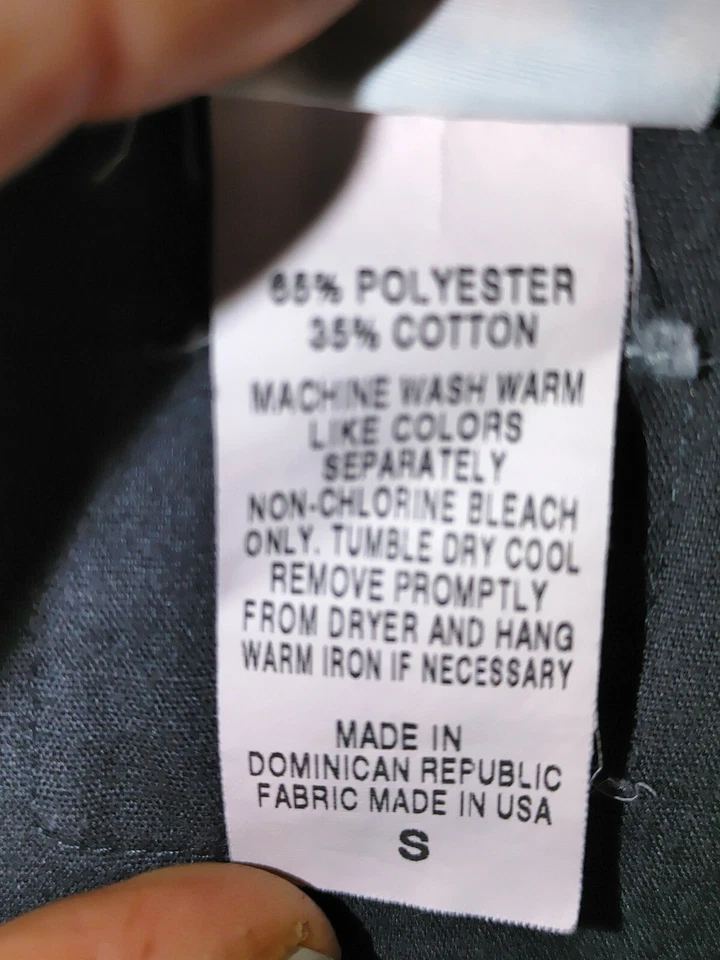 65% POLYESTER
35% COTTON
MACHINE WASH WARM
LIKE COLORS
SEPARATELY
NON-CHLORINE BLEACH
ONLY. TUMBLE DRY COOL
REMOVE PROMPTLY
FROM DRYER AND HANG
WARM IRON IF NECESSARY
MADE IN
DOMINICAN REPUBLIC
FABRIC MADE IN USA
S